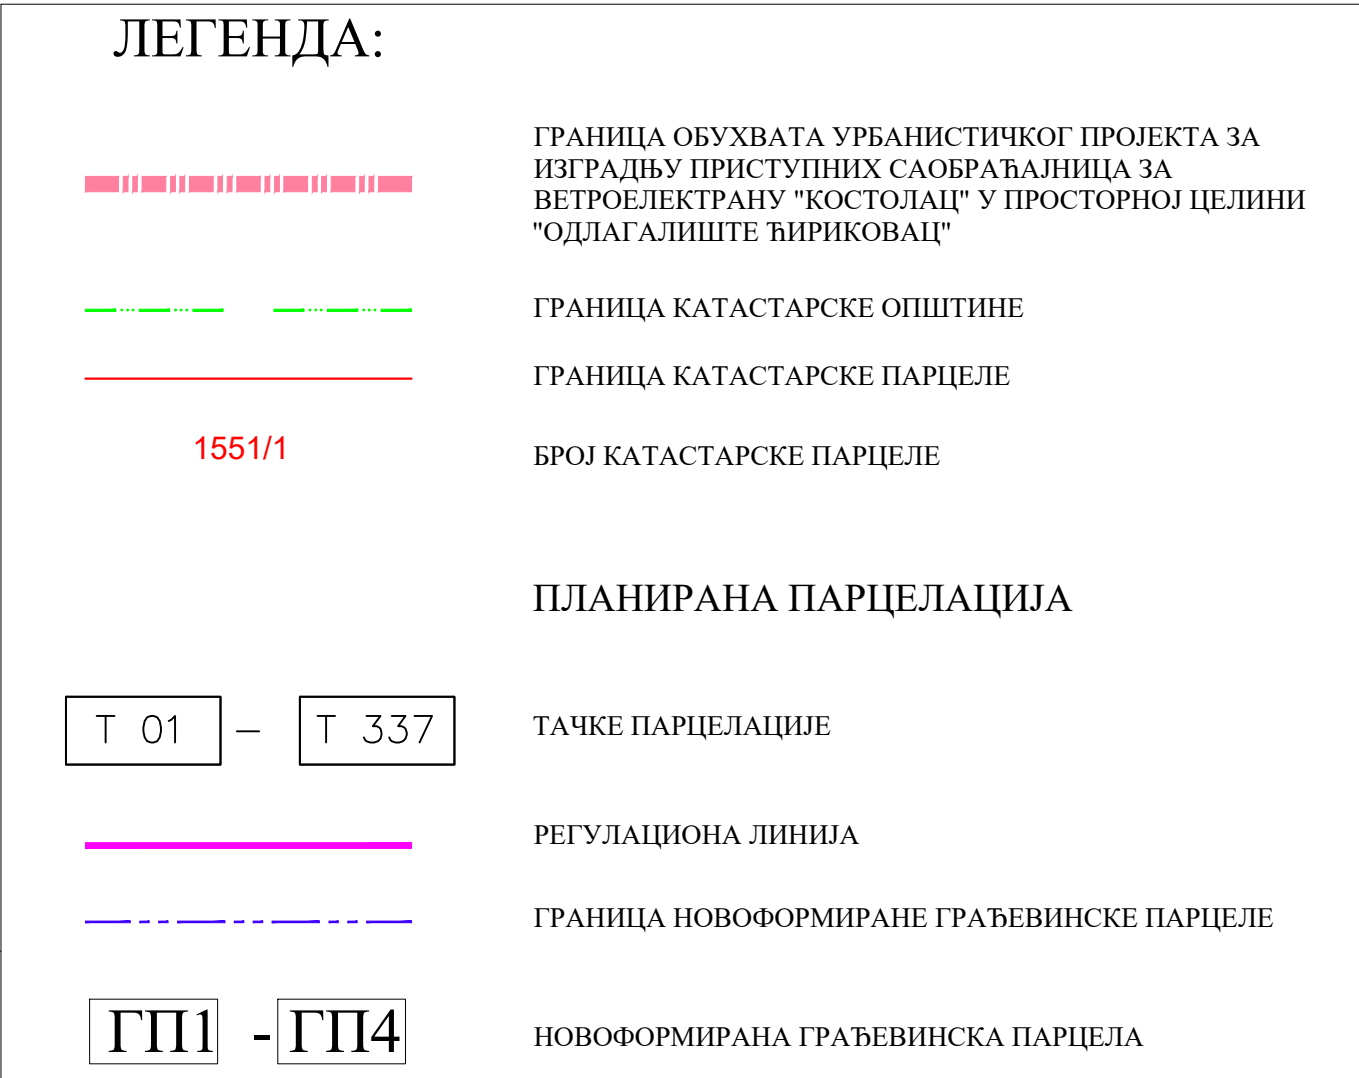 ЛЕГЕНДА:
ГРАНИЦА ОБУХВАТА УРБАНИСТИЧКОГ ПРОЈЕКТА ЗА
ИЗГРАДЊУ ПРИСТУПНИХ САОБРАЋАЈНИЦА ЗА
ВЕТРОЕЛЕКТРАНУ "КОСТОЛАЦ" У ПРОСТОРНОЈ ЦЕЛИНИ
"ОДЛАГАЛИШТЕ ЋИРИКОВАЦ"
ГРАНИЦА КАТАСТАРСКЕ ОПШТИНЕ
ГРАНИЦА КАТАСТАРСКЕ ПАРЦЕЛЕ
1551/1 БРОЈ КАТАСТАРСКЕ ПАРЦЕЛЕ
ПЛАНИРАНА ПАРЦЕЛАЦИЈА
Т 01 - Т 337 ТАЧКЕ ПАРЦЕЛАЦИЈЕ
РЕГУЛАЦИОНА ЛИНИЈА
ГРАНИЦА НОВОФОРМИРАНЕ ГРАЂЕВИНСКЕ ПАРЦЕЛЕ
ГП1 - ГП4 НОВОФОРМИРАНА ГРАЂЕВИНСКА ПАРЦЕЛА